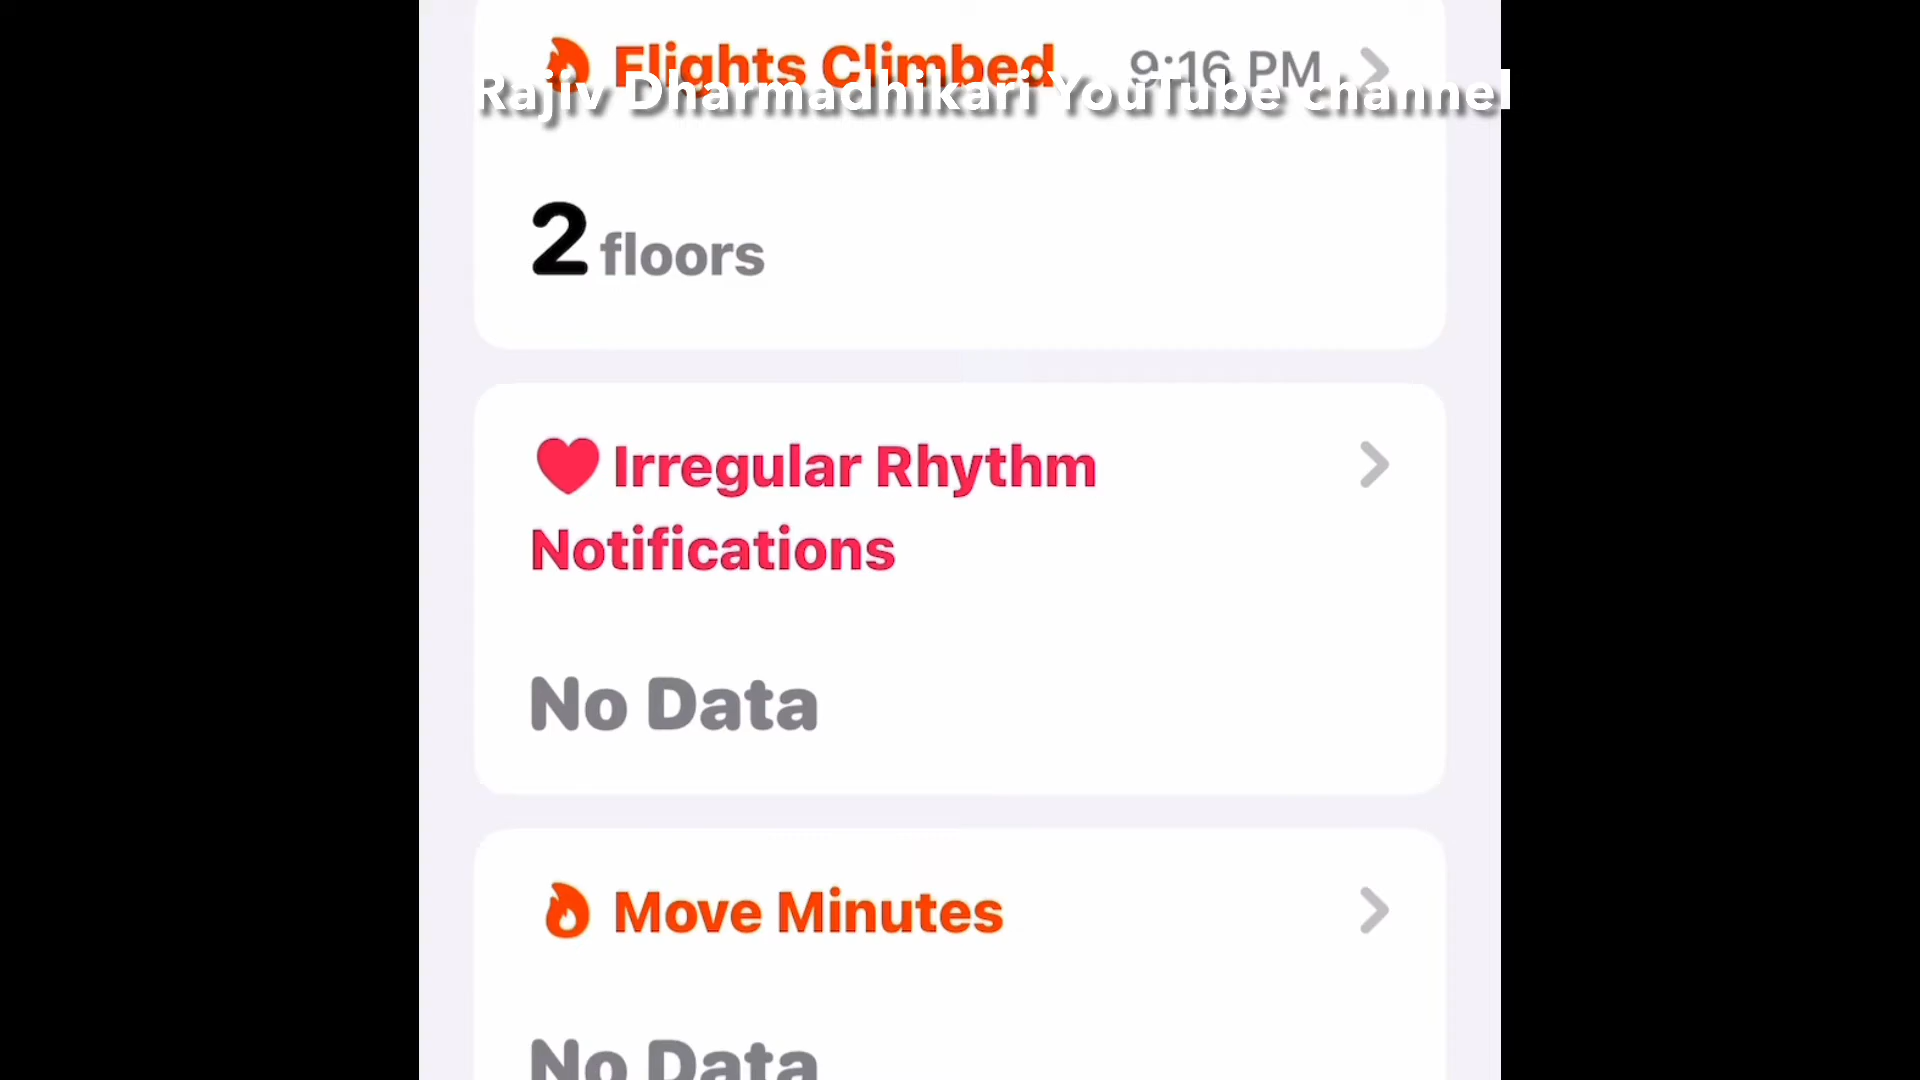 Flights Climbed 9:16 PM
Rajiv Dharmadhikari YouTube channel
2 floors
Irregular Rhythm
Notifications
No Data
Move Minutes
No Data